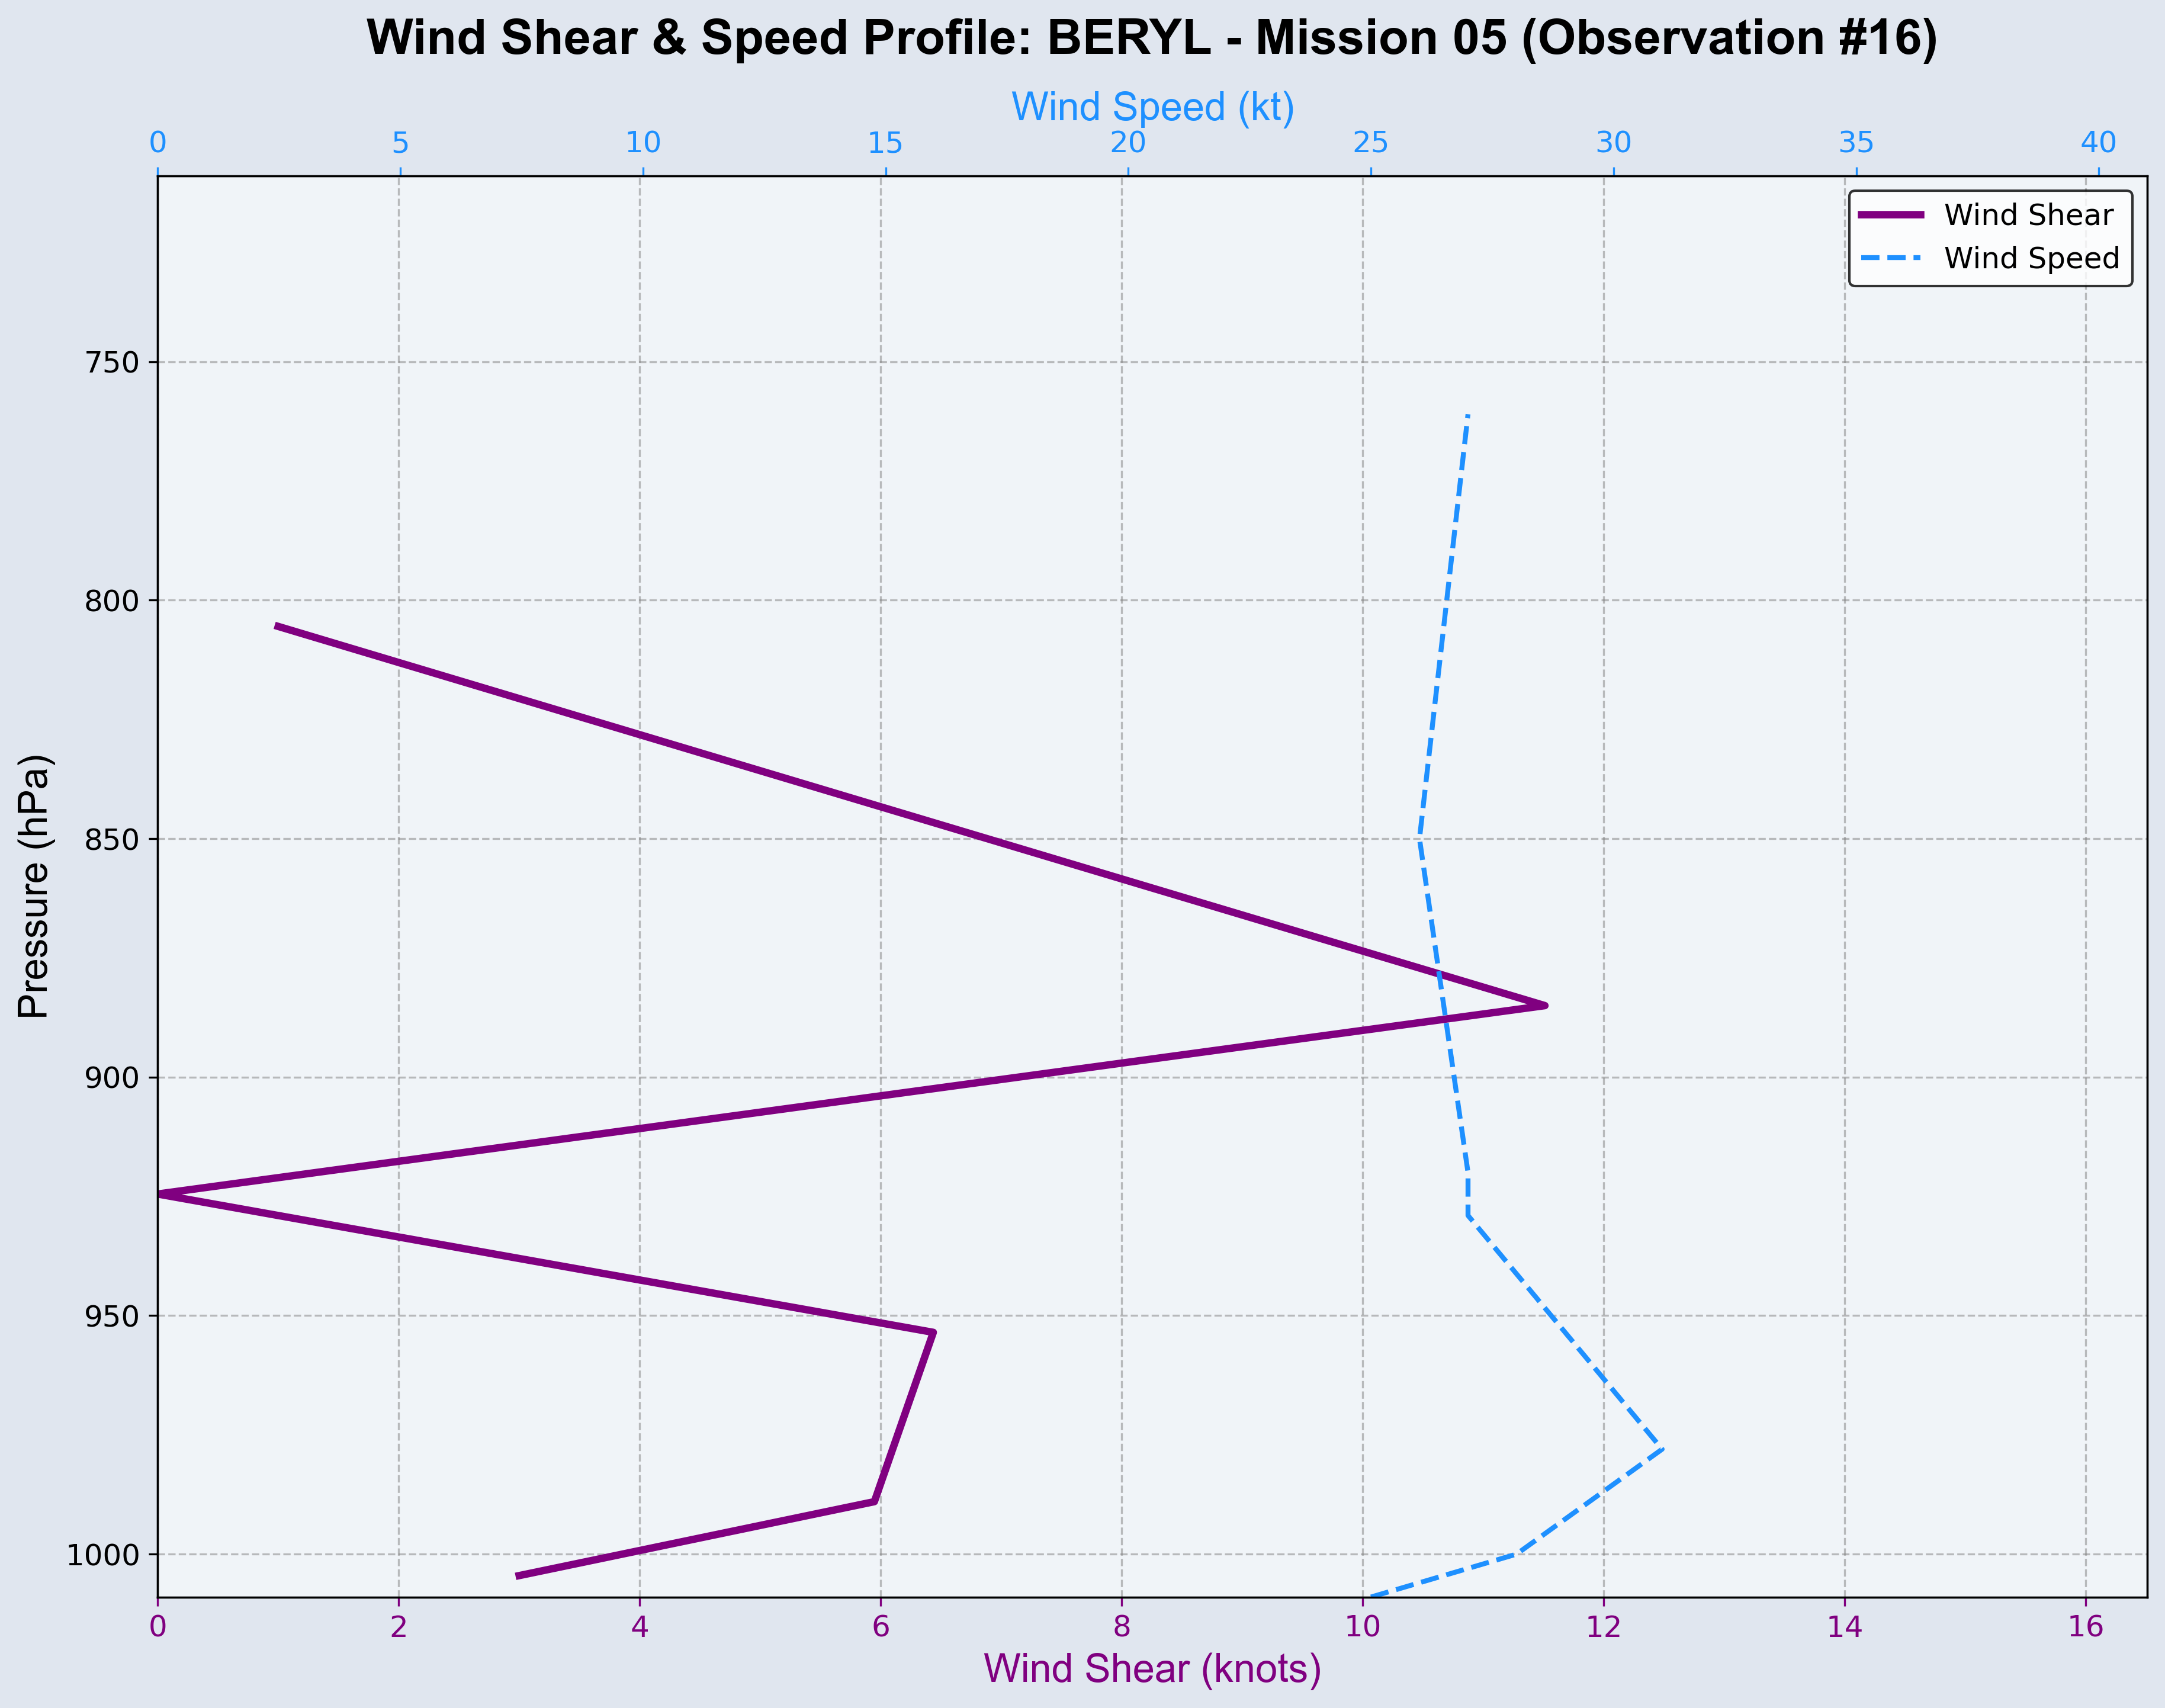 Wind Shear & Speed Profile: BERYL - Mission 05 (Observation #16)
Wind Speed (kt)
0 5 10 15 20 25 30 35 40
Wind Shear
Wind Speed
750
800
850
900
950
1000
Pressure (hPa)
0 2 4 6 8 10 12 14 16
Wind Shear (knots)